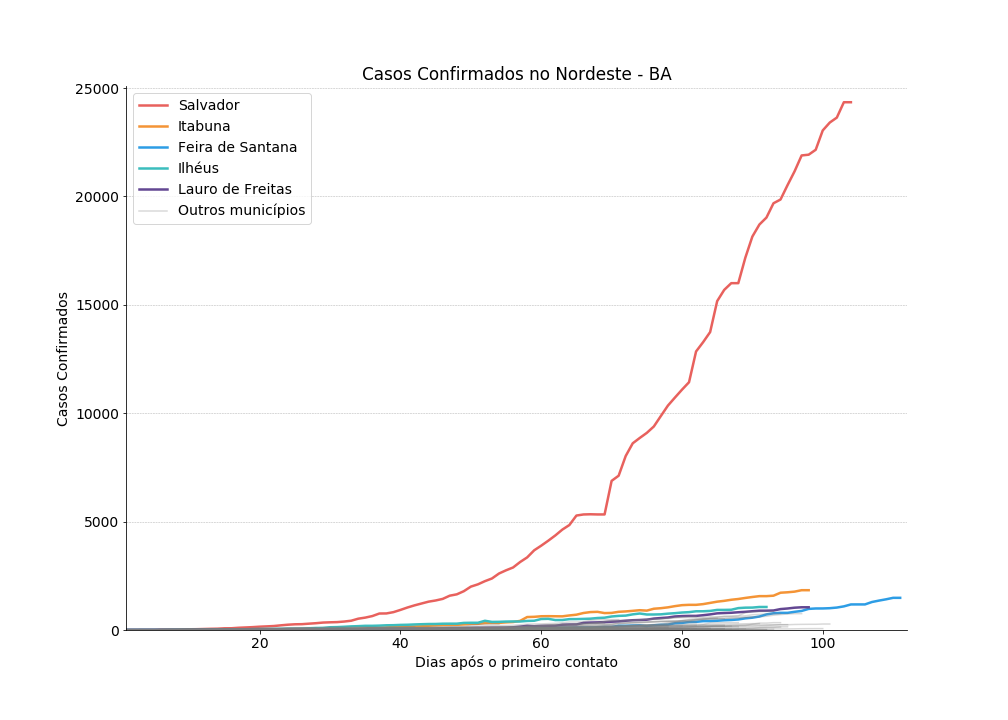 Casos Confirmados no Nordeste - BA
25000
20000
15000
10000
5000
0
Casos Confirmados
Salvador
Itabuna
Feira de Santana
Ilhéus
Lauro de Freitas
Outros municípios
20
40
60
80
100
Dias após o primeiro contato